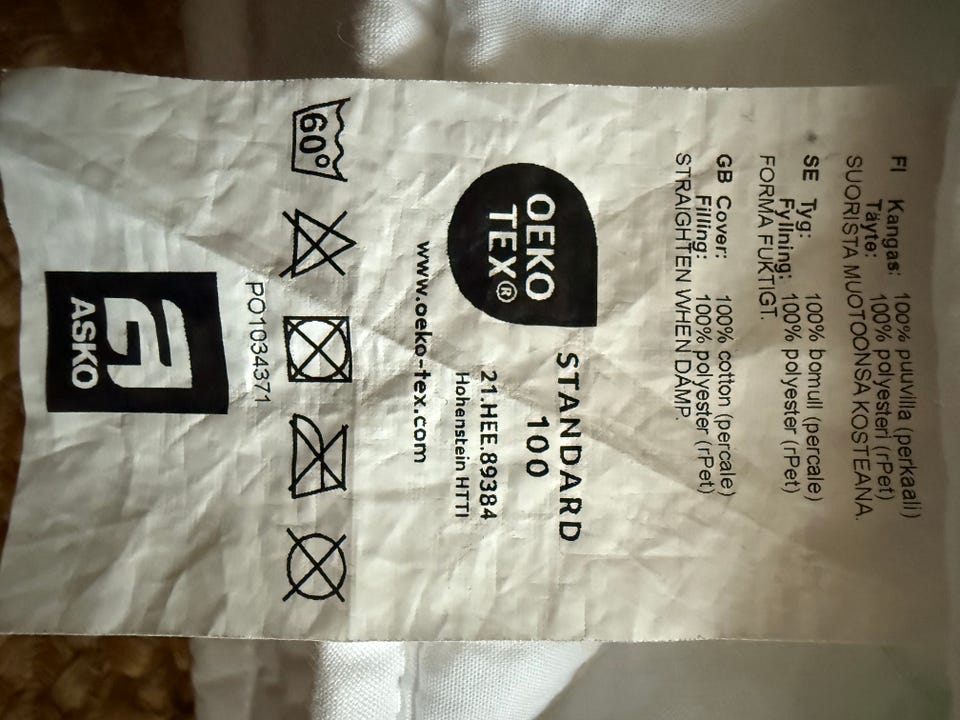 FI Kangas: 100% puuvilla (perkaali)
Täyte: 100% polyesteri (rPet)
SUORISTA MUOTOONSA KOSTEANA.
SE Tyg: 100% bomull (percale)
Fyllning: 100% polyester (rPet)
FORMA FUKTIGT.
GB Cover: 100% cotton (percale)
Filling: 100% polyester (rPet)
STRAIGHTEN WHEN DAMP.
OEKO
TEX®
STANDARD
100
21.HEE.89384
Hohenstein HTTI
www.oeko-tex.com
60°
PO1034371
ASKO